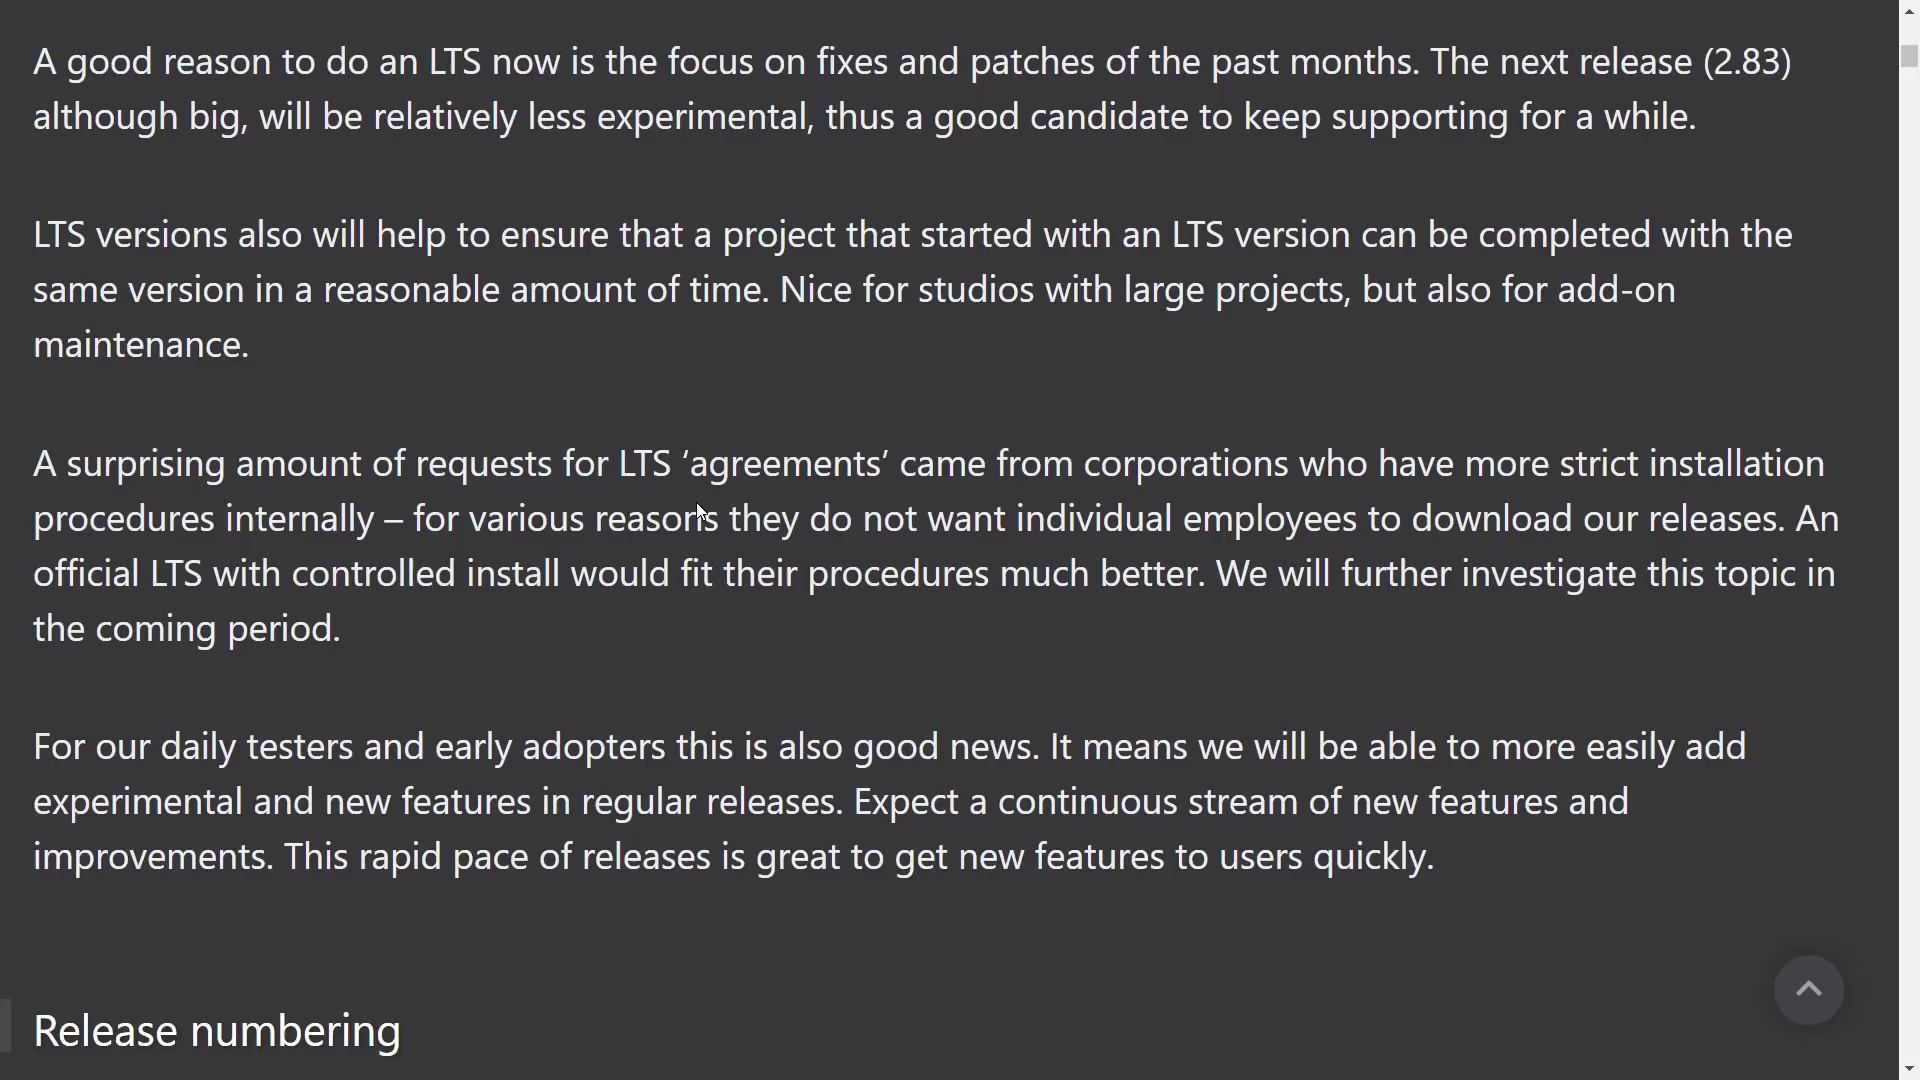 A good reason to do an LTS now is the focus on fixes and patches of the past months. The next release (2.83)
although big, will be relatively less experimental, thus a good candidate to keep supporting for a while.
LTS versions also will help to ensure that a project that started with an LTS version can be completed with the
same version in a reasonable amount of time. Nice for studios with large projects, but also for add-on
maintenance.
A surprising amount of requests for LTS ‘agreements’ came from corporations who have more strict installation
procedures internally – for various reasons they do not want individual employees to download our releases. An
official LTS with controlled install would fit their procedures much better. We will further investigate this topic in
the coming period.
For our daily testers and early adopters this is also good news. It means we will be able to more easily add
experimental and new features in regular releases. Expect a continuous stream of new features and
improvements. This rapid pace of releases is great to get new features to users quickly.
Release numbering